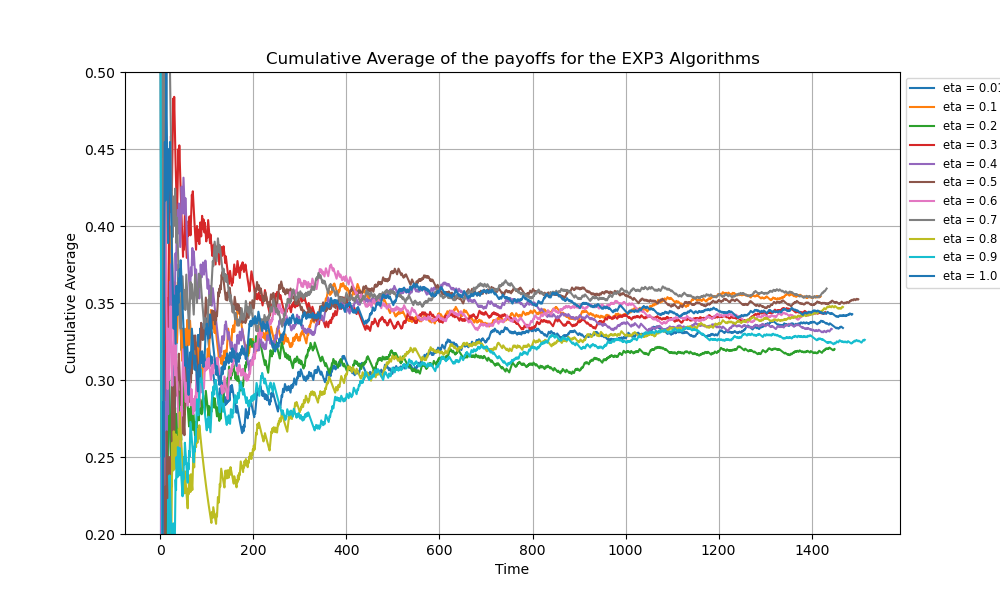 Cumulative Average of the payoffs for the EXP3 Algorithms
0.50
0.45
0.40
0.35
0.30
0.25
0.20
Cumulative Average
0
200
400
600
800
1000
1200
1400
Time
eta = 0.01
eta = 0.1
eta = 0.2
eta = 0.3
eta = 0.4
eta = 0.5
eta = 0.6
eta = 0.7
eta = 0.8
eta = 0.9
eta = 1.0